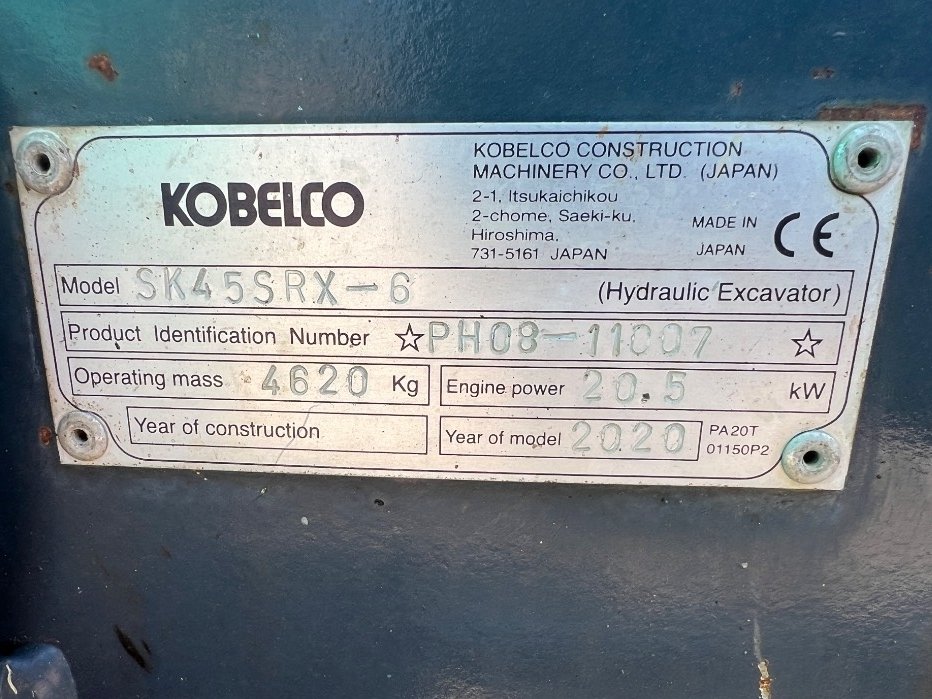 KOBELCO
KOBELCO CONSTRUCTION
MACHINERY CO., LTD. (JAPAN)
2-1, Itsukaichikou
2-chome, Saeki-ku,
Hiroshima,
731-5161 JAPAN
MADE IN
JAPAN
CE
Model SK45SRX-6 (Hydraulic Excavator)
Product Identification Number ☆PH08-11007 ☆
Operating mass 4620 Kg
Engine power 20.5 kW
Year of construction
Year of model 2020
PA20T
01150P2